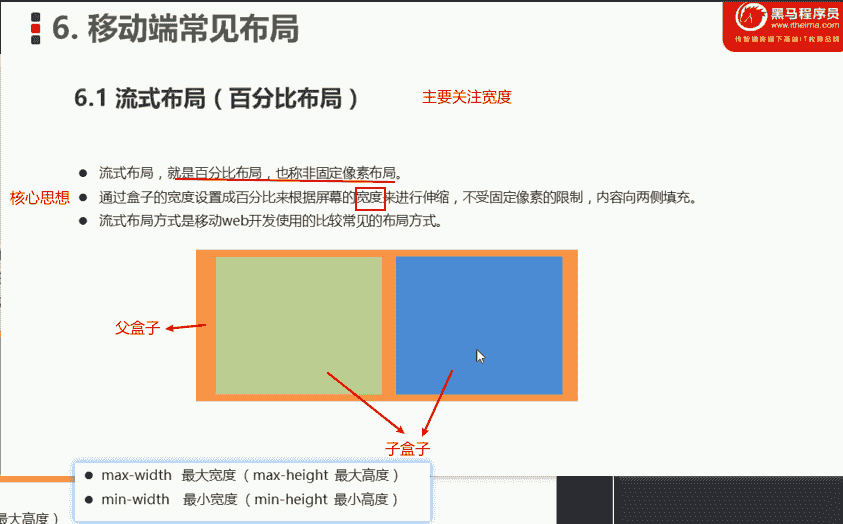 6. 移动端常见布局
黑马程序员
www.itheima.com
传智播客旗下高端IT教育品牌
6.1 流式布局（百分比布局）
主要关注宽度
流式布局，就是百分比布局，也称非固定像素布局。
核心思想
通过盒子的宽度设置成百分比来根据屏幕的宽度来进行伸缩，不受固定像素的限制，内容向两侧填充。
流式布局方式是移动web开发使用的比较常见的布局方式。
父盒子
子盒子
max-width 最大宽度（max-height 最大高度）
min-width 最小宽度（min-height 最小高度）
最大高度）